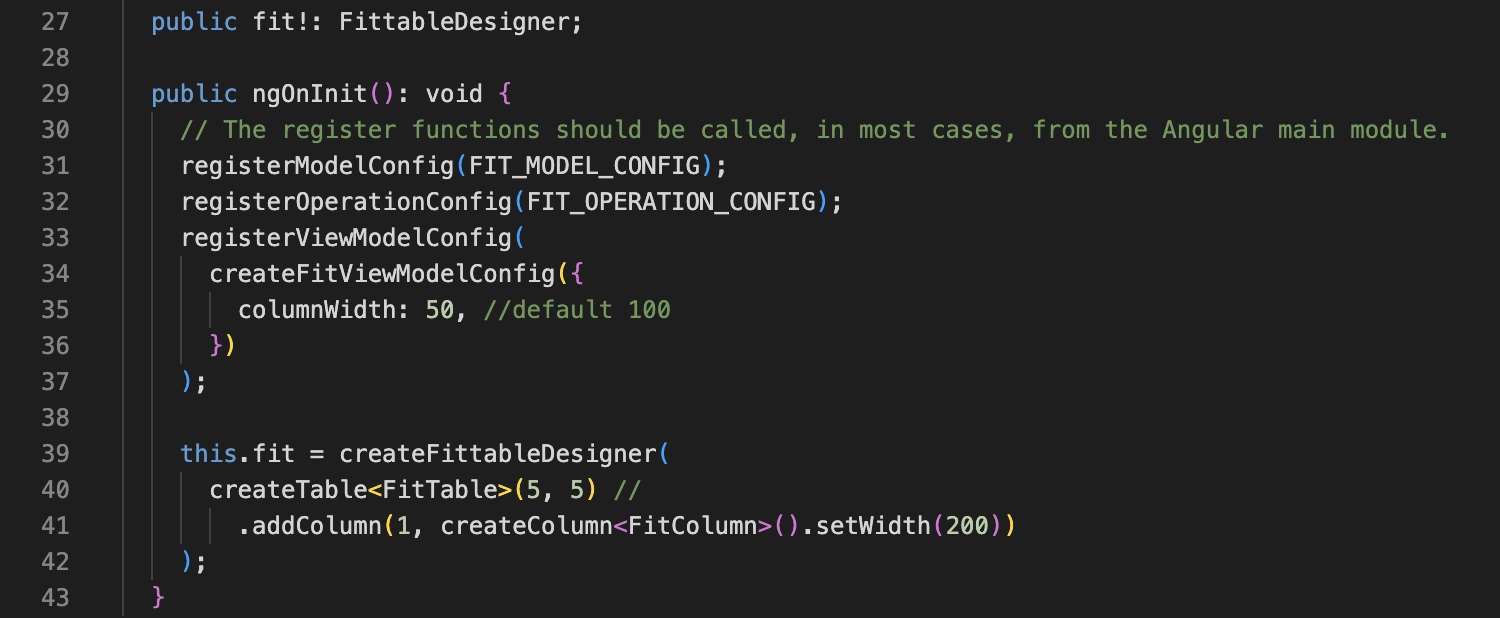 27 public fit!: FittableDesigner;
28
29 public ngOnInit(): void {
30 // The register functions should be called, in most cases, from the Angular main module.
31 registerModelConfig(FIT_MODEL_CONFIG);
32 registerOperationConfig(FIT_OPERATION_CONFIG);
33 registerViewModelConfig(
34 createFitViewModelConfig({
35 columnWidth: 50, //default 100
36 })
37 );
38
39 this.fit = createFittableDesigner(
40 createTable<FitTable>(5, 5) //
41 .addColumn(1, createColumn<FitColumn>().setWidth(200))
42 );
43 }